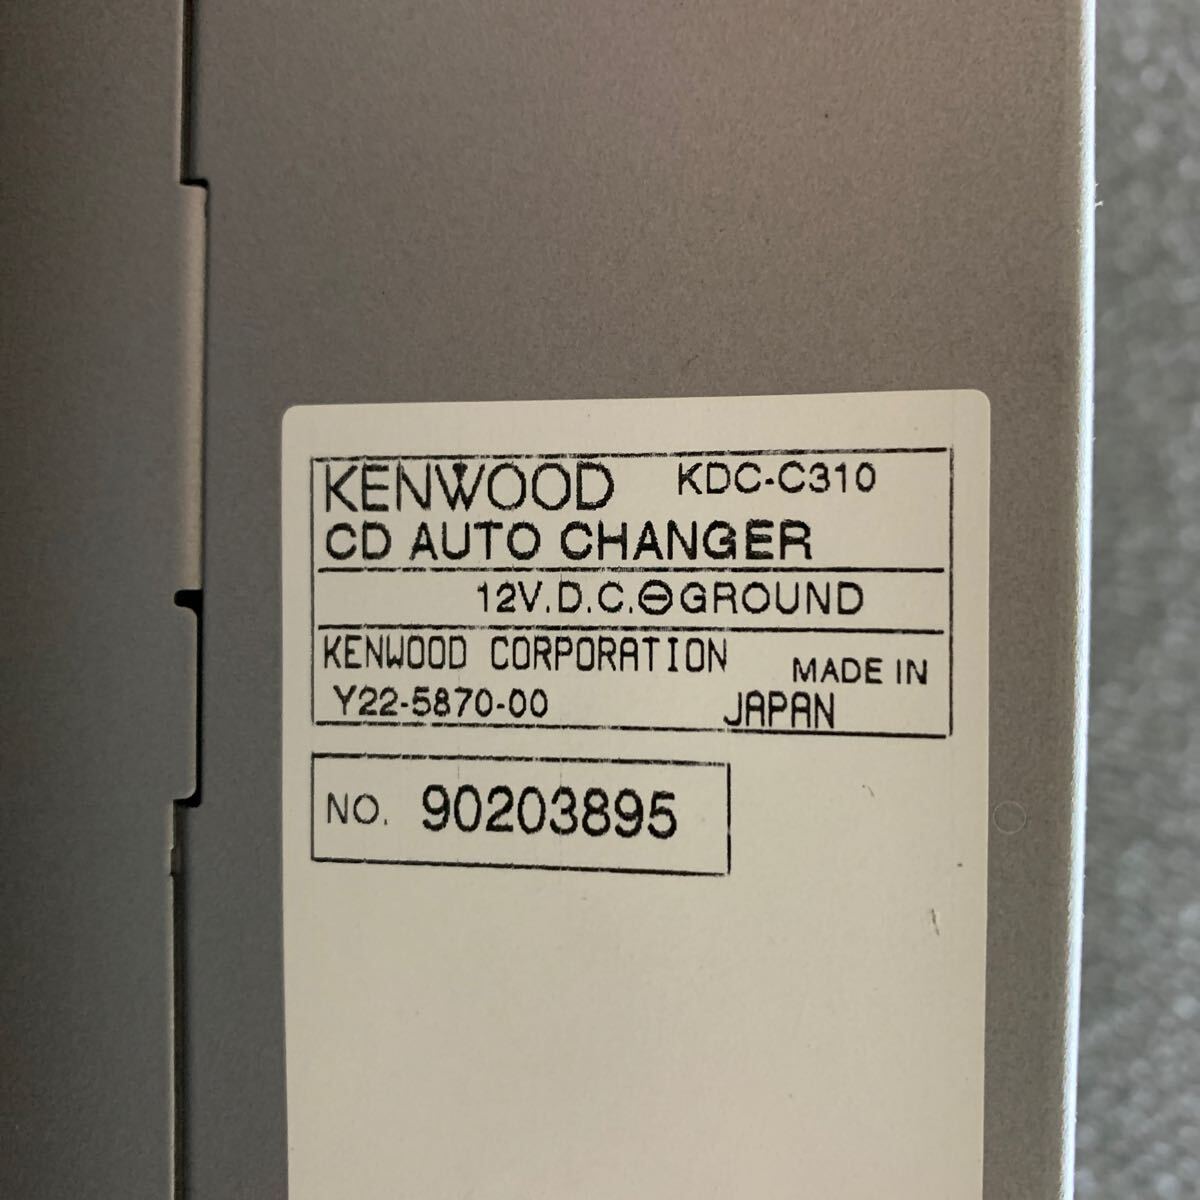 KENWOOD KDC-C310
CD AUTO CHANGER
12V.D.C.⊖GROUND
KENWOOD CORPORATION MADE IN
Y22-5870-00 JAPAN
NO. 90203895